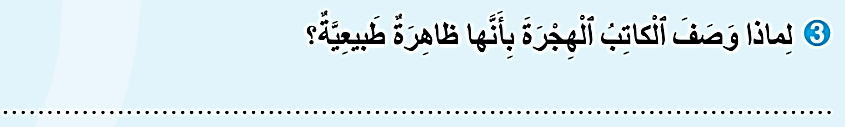 3 لِماذا وَصَفَ ٱلْكاتِبُ ٱلْهِجْرَةَ بِأَنَّها ظاهِرَةٌ طَبيعِيَّةٌ؟